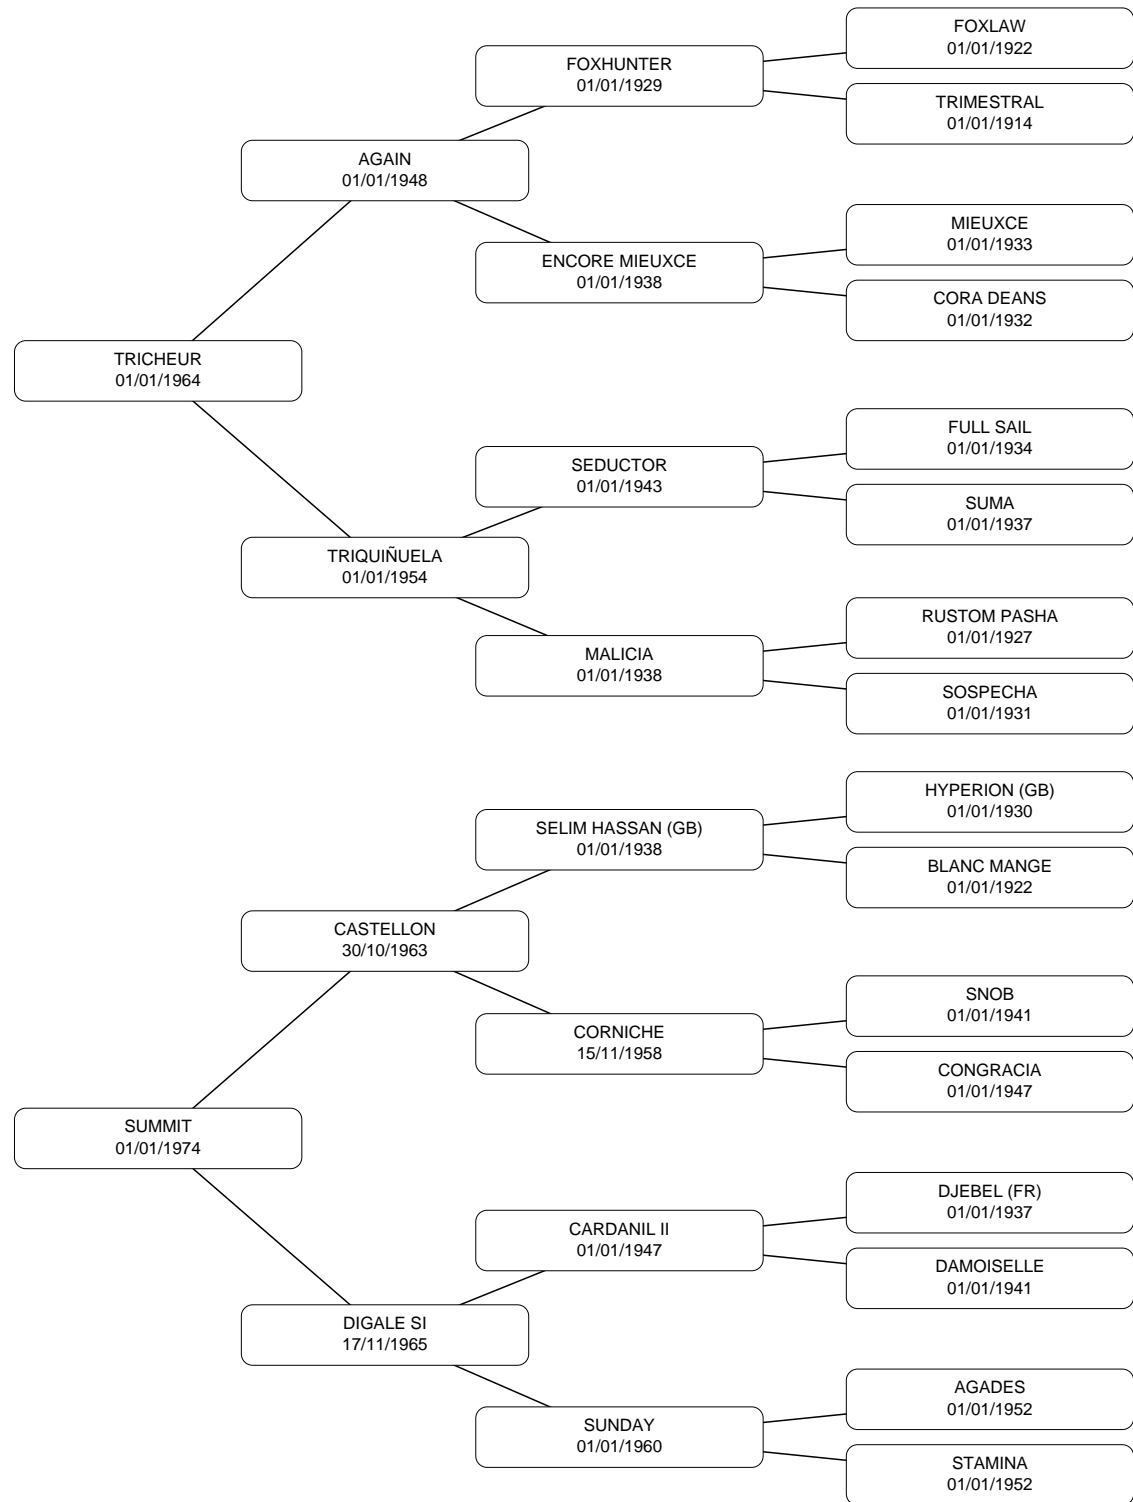 FOXLAW
01/01/1922
FOXHUNTER
01/01/1929
TRIMESTRAL
01/01/1914
AGAIN
01/01/1948
MIEUXCE
01/01/1933
ENCORE MIEUXCE
01/01/1938
CORA DEANS
01/01/1932
TRICHEUR
01/01/1964
FULL SAIL
01/01/1934
SEDUCTOR
01/01/1943
SUMA
01/01/1937
TRIQUIÑUELA
01/01/1954
RUSTOM PASHA
01/01/1927
MALICIA
01/01/1938
SOSPECHA
01/01/1931
HYPERION (GB)
01/01/1930
SELIM HASSAN (GB)
01/01/1938
BLANC MANGE
01/01/1922
CASTELLON
30/10/1963
SNOB
01/01/1941
CORNICHE
15/11/1958
CONGRACIA
01/01/1947
SUMMIT
01/01/1974
DJEBEL (FR)
01/01/1937
CARDANIL II
01/01/1947
DAMOISELLE
01/01/1941
DIGALE SI
17/11/1965
AGADES
01/01/1952
SUNDAY
01/01/1960
STAMINA
01/01/1952